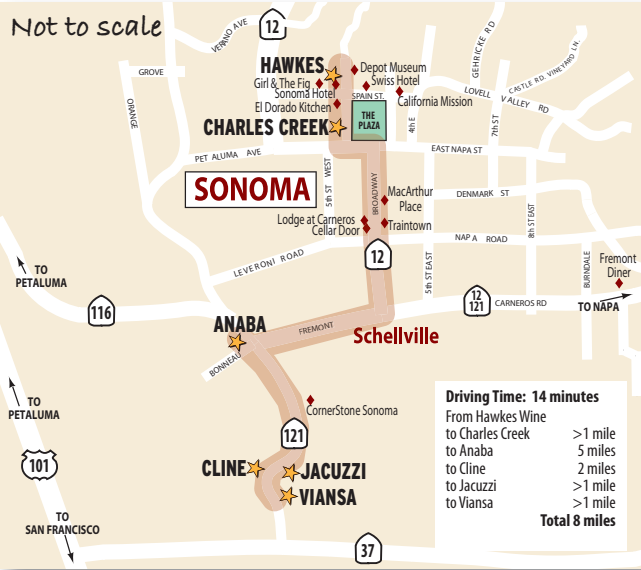 Not to scale
VERANO AVE
12
GEHRICKE RD
CASTLE RD.
VINEYARD LN.
GROVE
HAWKES
Depot Museum
Swiss Hotel
Girl & The Fig
Sonoma Hotel
SPAIN ST.
California Mission
LOVELL VALLEY RD
El Dorado Kitchen
ORANGE
CHARLES CREEK
THE
PLAZA
4th E
7th ST
PETALUMA AVE
EAST NAPA ST
5th ST WEST
SONOMA
BROADWAY
MacArthur
Place
DENMARK ST
Lodge at Carneros
Cellar Door
Traintown
8th ST EAST
NAPA ROAD
LEVERONI ROAD
12
5th ST EAST
BURNDALE
Fremont
Diner
TO
PETALUMA
116
12
121
CARNEROS RD
TO NAPA
ANABA
FREMONT
Schellville
BONNEAU
TO
PETALUMA
CornerStone Sonoma
121
101
CLINE
JACUZZI
VIANSA
TO
SAN FRANCISCO
37
Driving Time: 14 minutes
From Hawkes Wine
to Charles Creek >1 mile
to Anaba 5 miles
to Cline 2 miles
to Jacuzzi >1 mile
to Viansa >1 mile
Total 8 miles